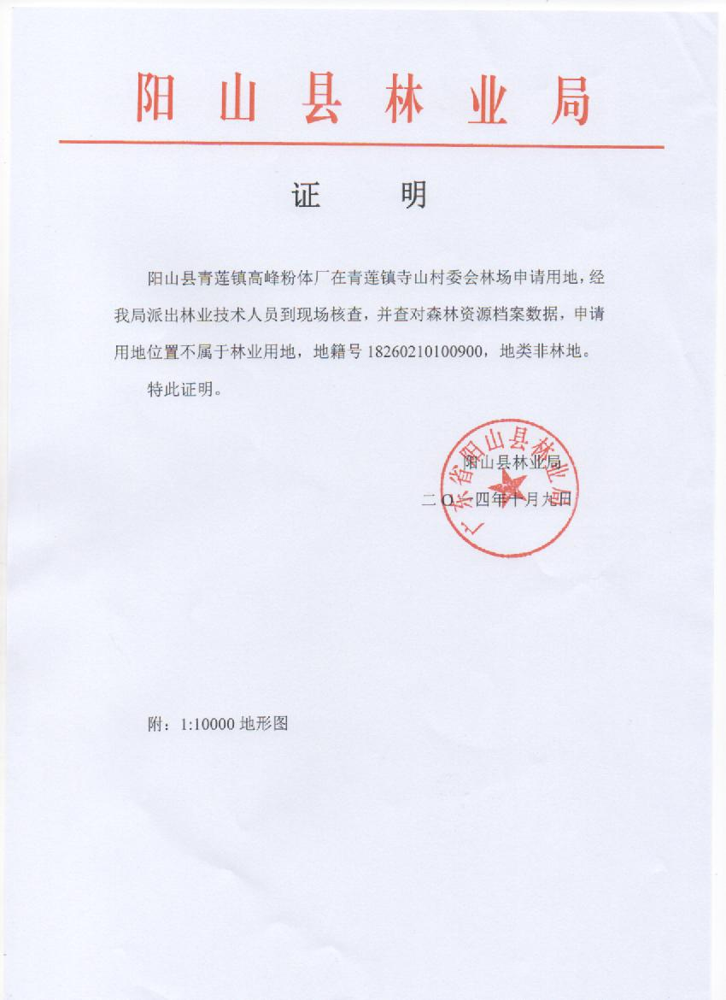 阳山县林业局
证 明
阳山县青莲镇高峰粉体厂在青莲镇寺山村委会林场申请用地，经
我局派出林业技术人员到现场核查，并查对森林资源档案数据，申请
用地位置不属于林业用地，地籍号 18260210100900，地类非林地。
特此证明。
广东省阳山县林业局
阳山县林业局
二O一四年十月九日
附：1:10000 地形图